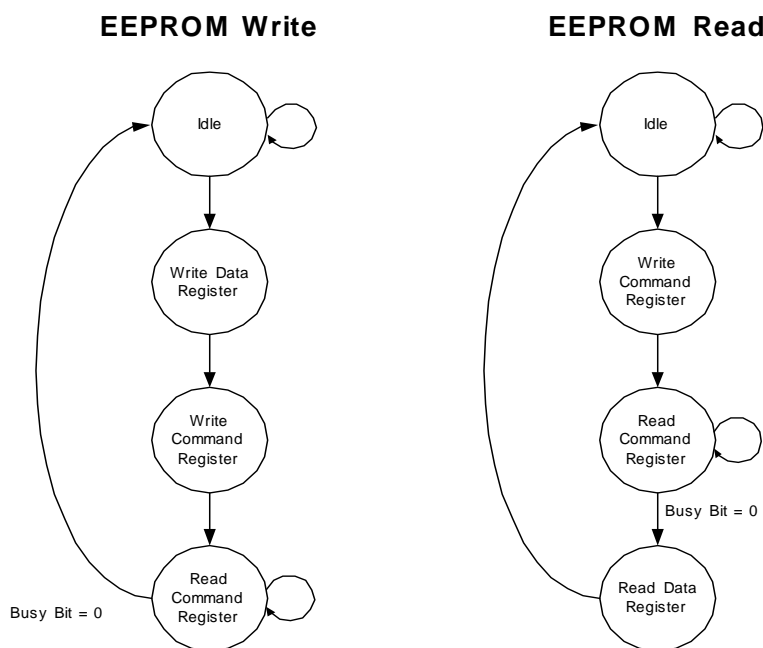 EEPROM Write
Idle
Write Data
Register
Write
Command
Register
Read
Command
Register
Busy Bit = 0
EEPROM Read
Idle
Write
Command
Register
Read
Command
Register
Busy Bit = 0
Read Data
Register